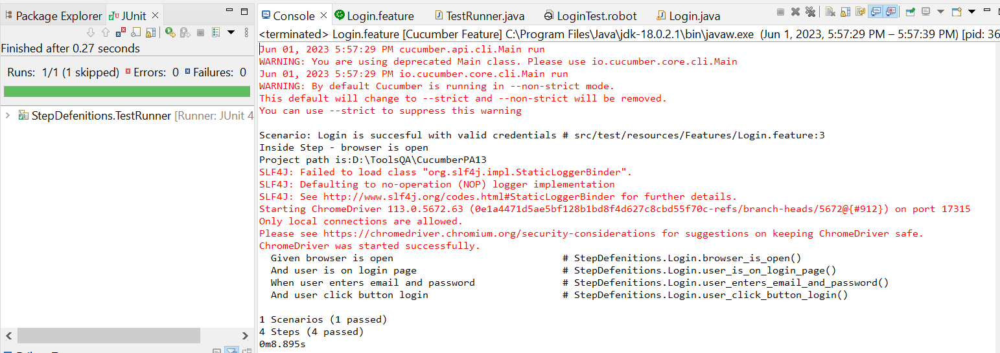 Package Explorer
JUnit
Finished after 0.27 seconds
Runs: 1/1 (1 skipped) Errors: 0 Failures: 0
StepDefenitions.TestRunner [Runner: JUnit 4
Console
Login.feature
TestRunner.java
LoginTest.robot
Login.java
<terminated> Login.feature [Cucumber Feature] C:\Program Files\Java\jdk-18.0.2.1\bin\javaw.exe (Jun 1, 2023, 5:57:29 PM – 5:57:39 PM) [pid: 36
Jun 01, 2023 5:57:29 PM cucumber.api.cli.Main run
WARNING: You are using deprecated Main class. Please use io.cucumber.core.cli.Main
Jun 01, 2023 5:57:29 PM io.cucumber.core.cli.Main run
WARNING: By default Cucumber is running in --non-strict mode.
This default will change to --strict and --non-strict will be removed.
You can use --strict to suppress this warning
Scenario: Login is succesful with valid credentials # src/test/resources/Features/Login.feature:3
Inside Step - browser is open
Project path is:D:\ToolsQA\CucumberPA13
SLF4J: Failed to load class "org.slf4j.impl.StaticLoggerBinder".
SLF4J: Defaulting to no-operation (NOP) logger implementation
SLF4J: See http://www.slf4j.org/codes.html#StaticLoggerBinder for further details.
Starting ChromeDriver 113.0.5672.63 (0e1a4471d5ae5bf128b1bd8f4d627c8cbd55f70c-refs/branch-heads/5672@{#912}) on port 17315
Only local connections are allowed.
Please see https://chromedriver.chromium.org/security-considerations for suggestions on keeping ChromeDriver safe.
ChromeDriver was started successfully.
Given browser is open # StepDefenitions.Login.browser_is_open()
And user is on login page # StepDefenitions.Login.user_is_on_login_page()
When user enters email and password # StepDefenitions.Login.user_enters_email_and_password()
And user click button login # StepDefenitions.Login.user_click_button_login()
1 Scenarios (1 passed)
4 Steps (4 passed)
0m8.895s